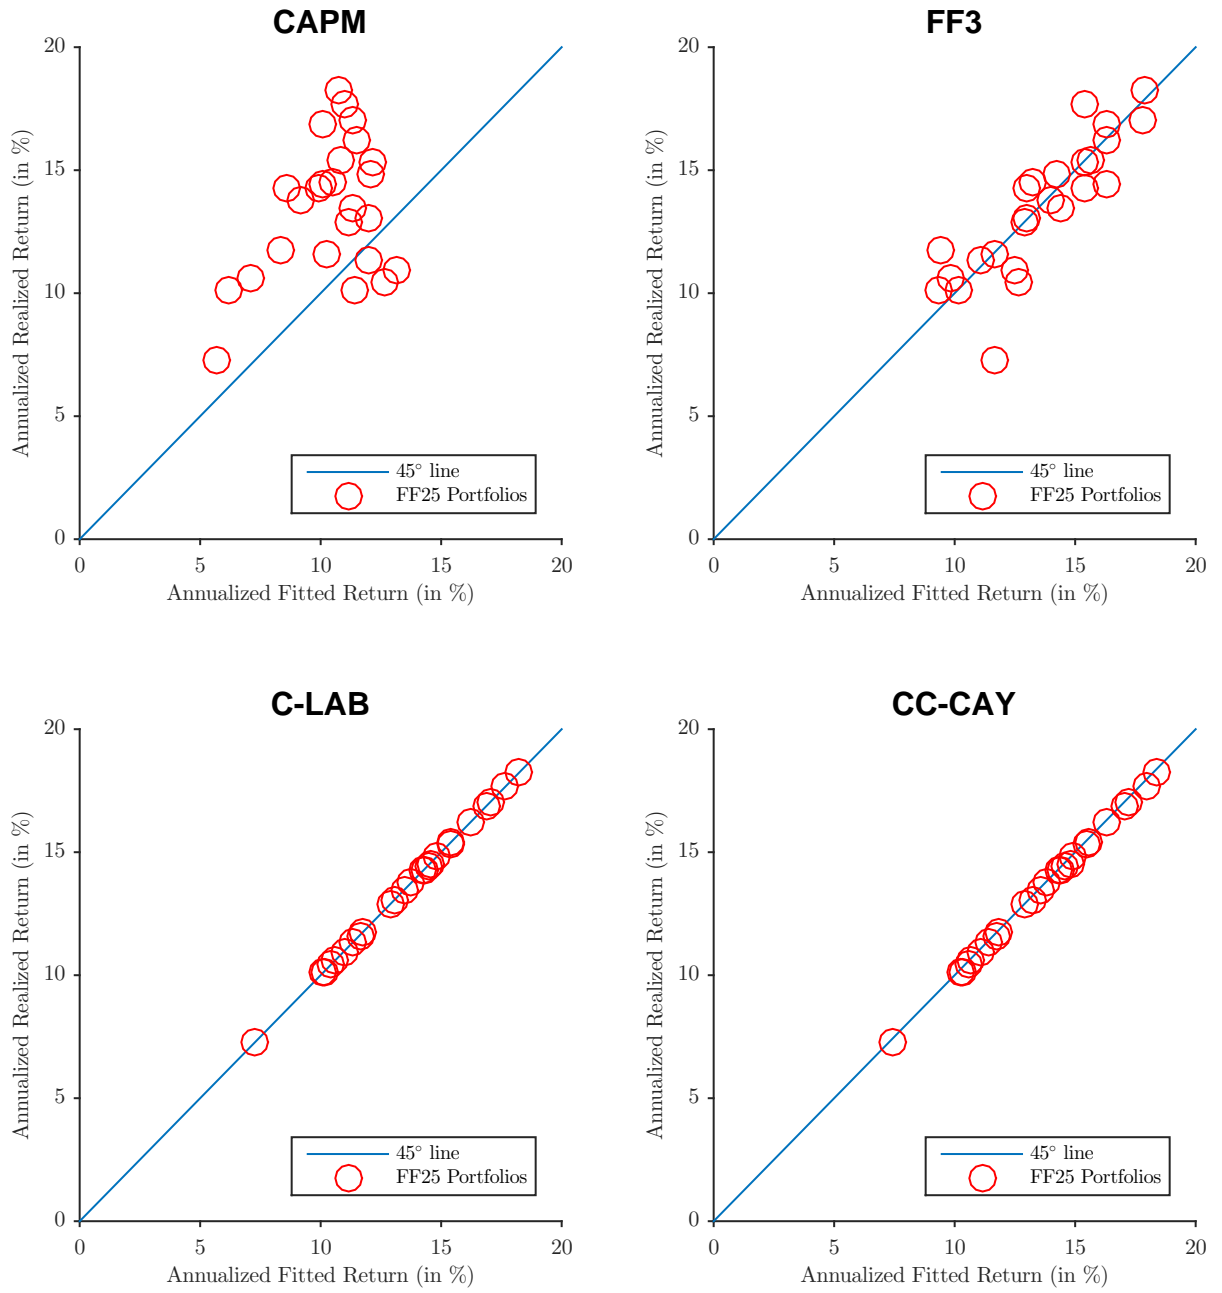 CAPM
20
15
10
5
0
0 5 10 15 20
Annualized Realized Return (in %)
Annualized Fitted Return (in %)
45° line
FF25 Portfolios
FF3
20
15
10
5
0
0 5 10 15 20
Annualized Realized Return (in %)
Annualized Fitted Return (in %)
45° line
FF25 Portfolios
C-LAB
20
15
10
5
0
0 5 10 15 20
Annualized Realized Return (in %)
Annualized Fitted Return (in %)
45° line
FF25 Portfolios
CC-CAY
20
15
10
5
0
0 5 10 15 20
Annualized Realized Return (in %)
Annualized Fitted Return (in %)
45° line
FF25 Portfolios